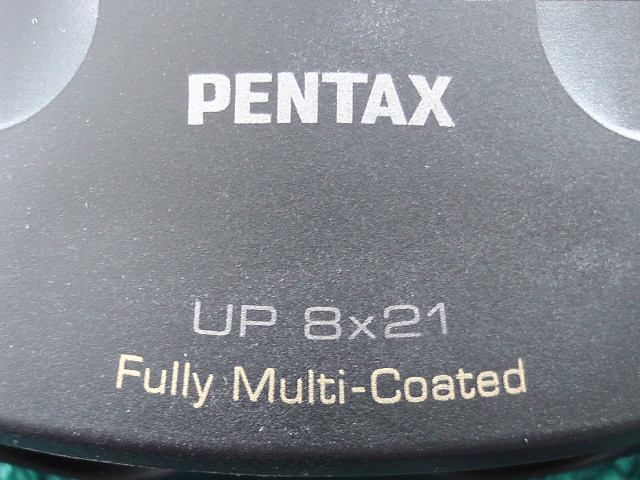 PENTAX
UP 8x21
Fully Multi-Coated